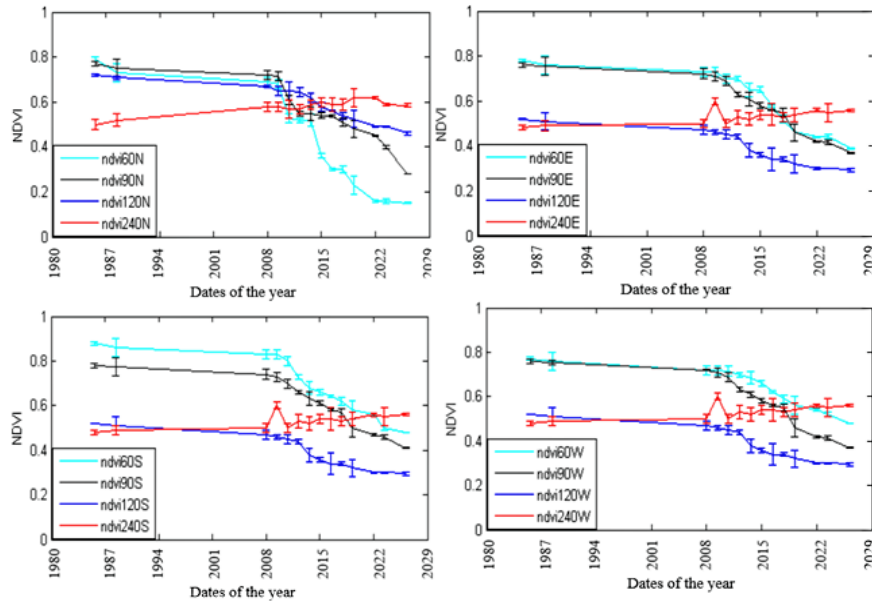 1
0.8
0.6
0.4
0.2
0
NDVI
ndvi60N
ndvi90N
ndvi120N
ndvi240N
1980
1987
1994
2001
2008
2015
2022
2029
Dates of the year
1
0.8
0.6
0.4
0.2
0
NDVI
ndvi60E
ndvi90E
ndvi120E
ndvi240E
1980
1987
1994
2001
2008
2015
2022
2029
Dates of the year
1
0.8
0.6
0.4
0.2
0
NDVI
ndvi60S
ndvi90S
ndvi120S
ndvi240S
1980
1987
1994
2001
2008
2015
2022
2029
Dates of the year
1
0.8
0.6
0.4
0.2
0
NDVI
ndvi60W
ndvi90W
ndvi120W
ndvi240W
1980
1987
1994
2001
2008
2015
2022
2029
Dates of the year